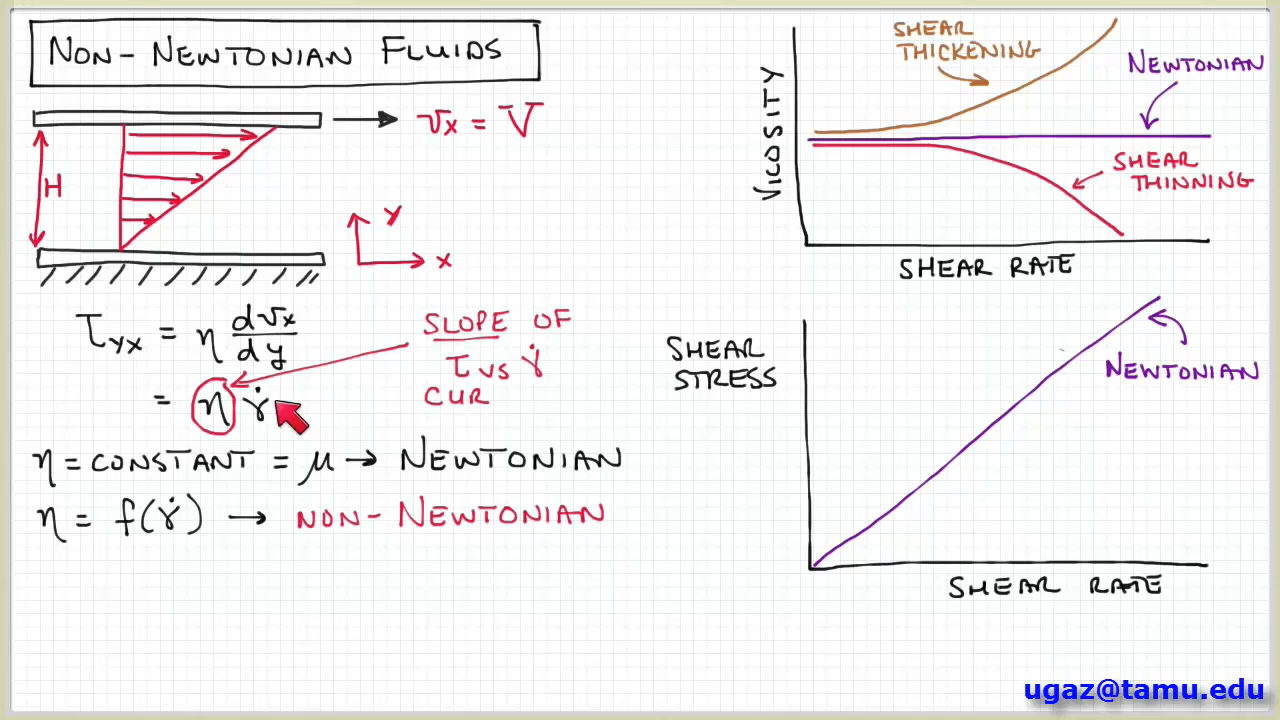 NON-NEWTONIAN FLUIDS
vx = V
H
y
x
τyx = η dvx/dy
= η γ̇
SLOPE OF
τ VS γ̇
CUR
η = CONSTANT = μ → NEWTONIAN
η = f(γ̇) → NON-NEWTONIAN
SHEAR
THICKENING
NEWTONIAN
SHEAR
THINNING
VICOSITY
SHEAR RATE
SHEAR
STRESS
NEWTONIAN
SHEAR RATE
ugaz@tamu.edu